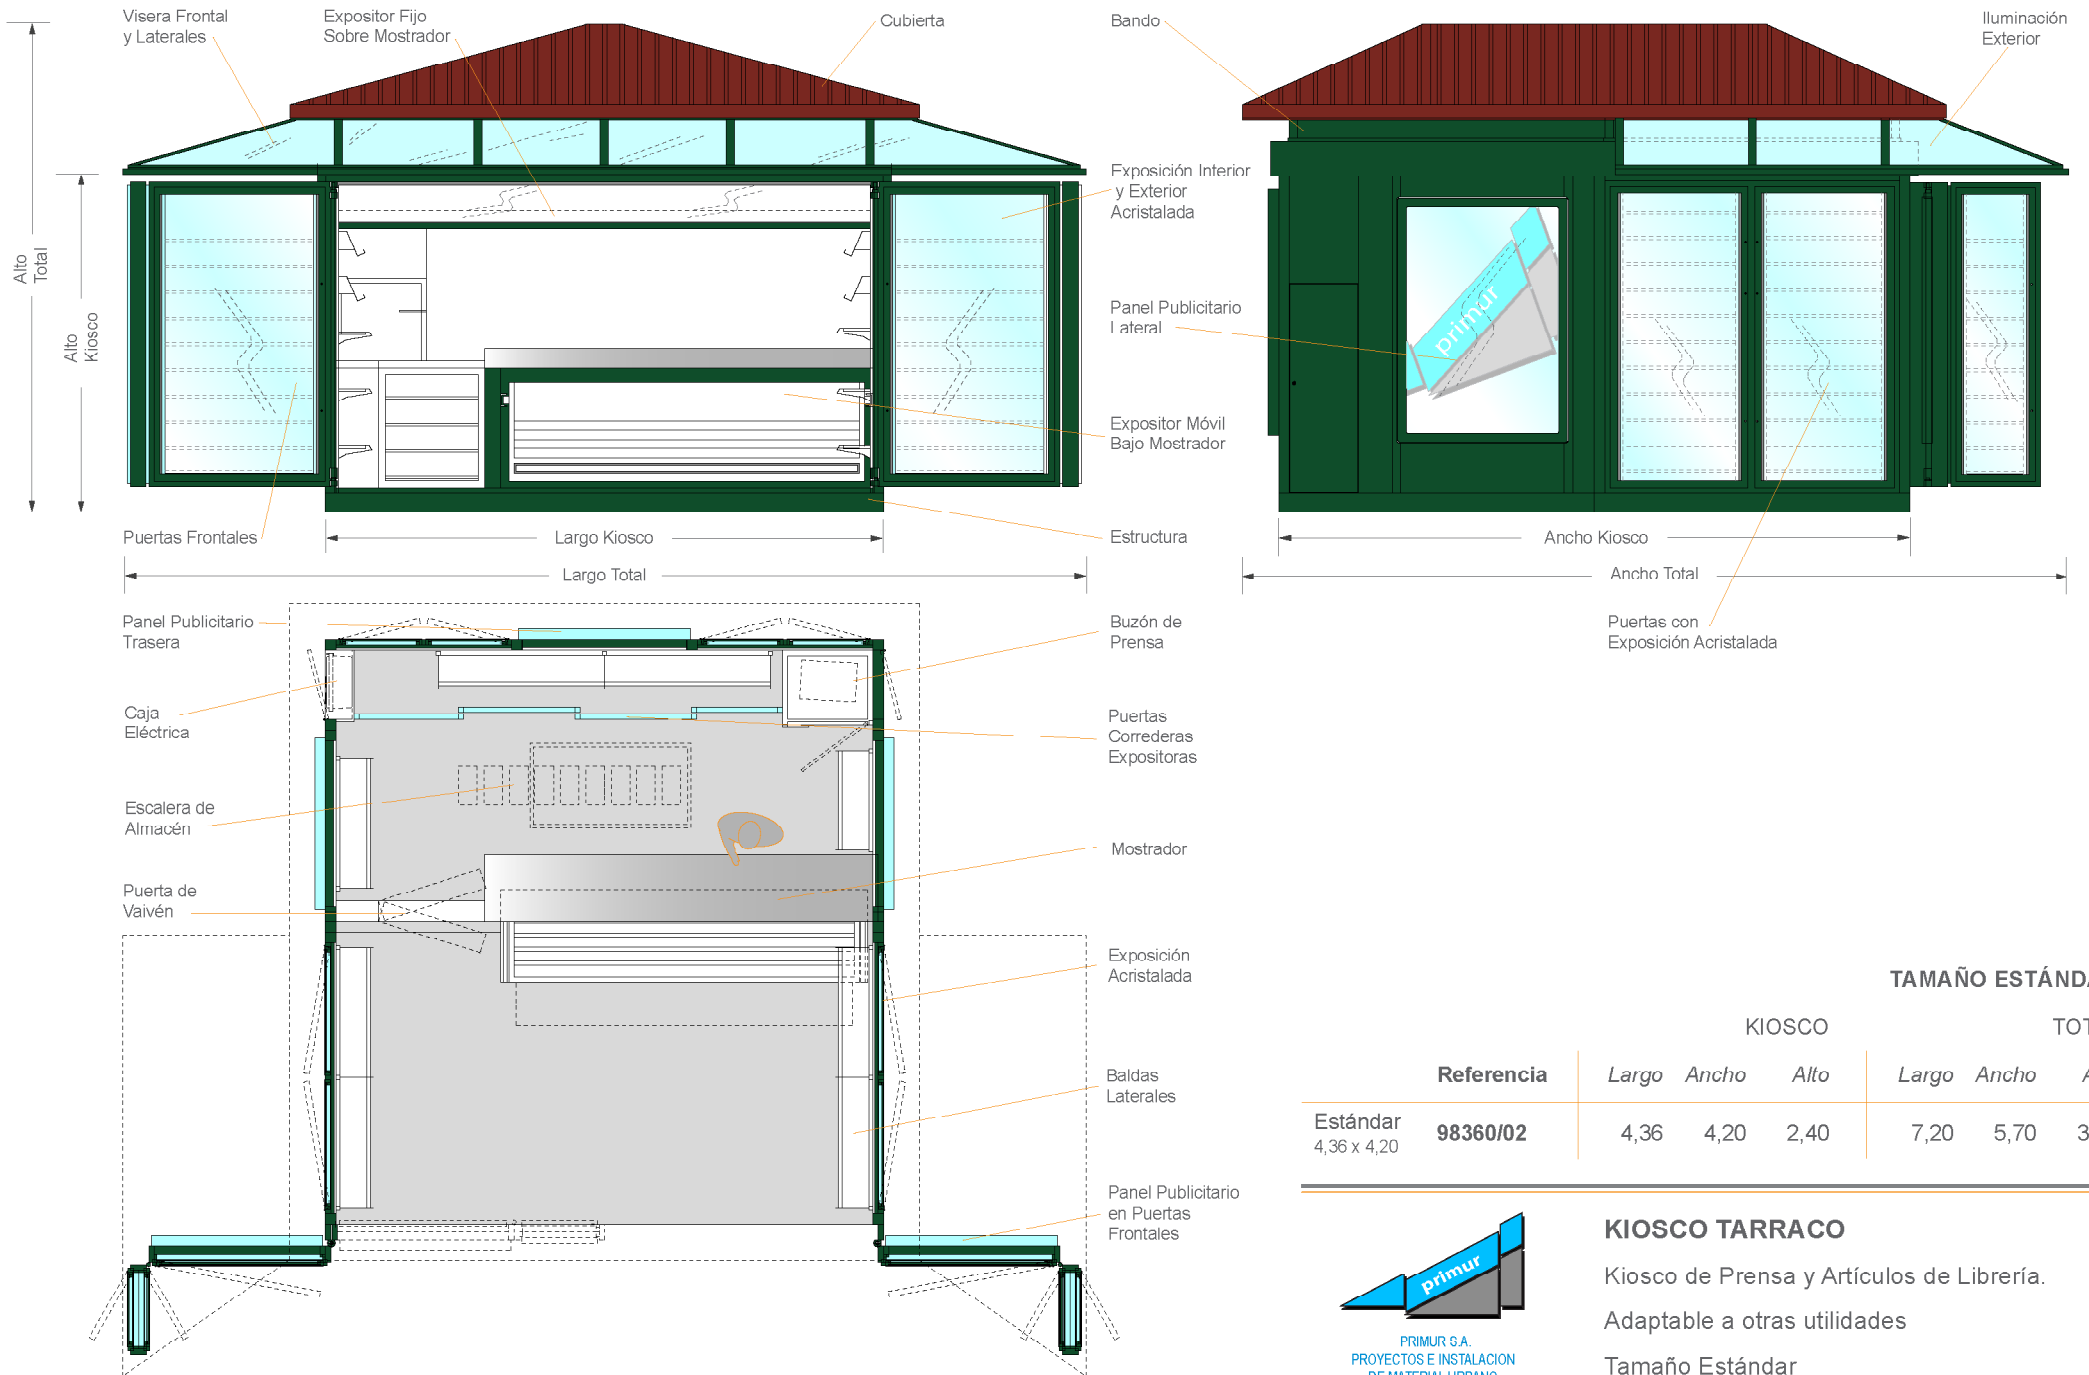 Visera Frontal
y Laterales
Expositor Fijo
Sobre Mostrador
Cubierta
Bando
Iluminación
Exterior
Alto
Total
Alto
Kiosco
Exposición Interior
y Exterior
Acristalada
Panel Publicitario
Lateral
primur
Expositor Móvil
Bajo Mostrador
Puertas Frontales
Largo Kiosco
Estructura
Ancho Kiosco
Largo Total
Ancho Total
Panel Publicitario
Trasera
Buzón de
Prensa
Puertas con
Exposición Acristalada
Caja
Eléctrica
Puertas
Correderas
Expositoras
Escalera de
Almacén
Mostrador
Puerta de
Vaivén
Exposición
Acristalada
Baldas
Laterales
Panel Publicitario
en Puertas
Frontales
TAMAÑO ESTÁNDA
KIOSCO TOT
Referencia Largo Ancho Alto Largo Ancho A
Estándar 98360/02 4,36 4,20 2,40 7,20 5,70 3
4,36 x 4,20
primur
PRIMUR S.A.
PROYECTOS E INSTALACION
DE MATERIAL URBANO
KIOSCO TARRACO
Kiosco de Prensa y Artículos de Librería.
Adaptable a otras utilidades
Tamaño Estándar